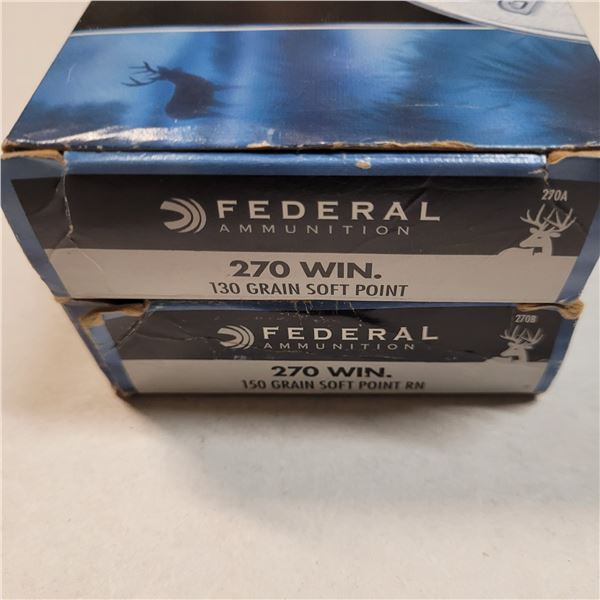 270A
FEDERAL
AMMUNITION
270 WIN.
130 GRAIN SOFT POINT
270B
FEDERAL
AMMUNITION
270 WIN.
150 GRAIN SOFT POINT RN